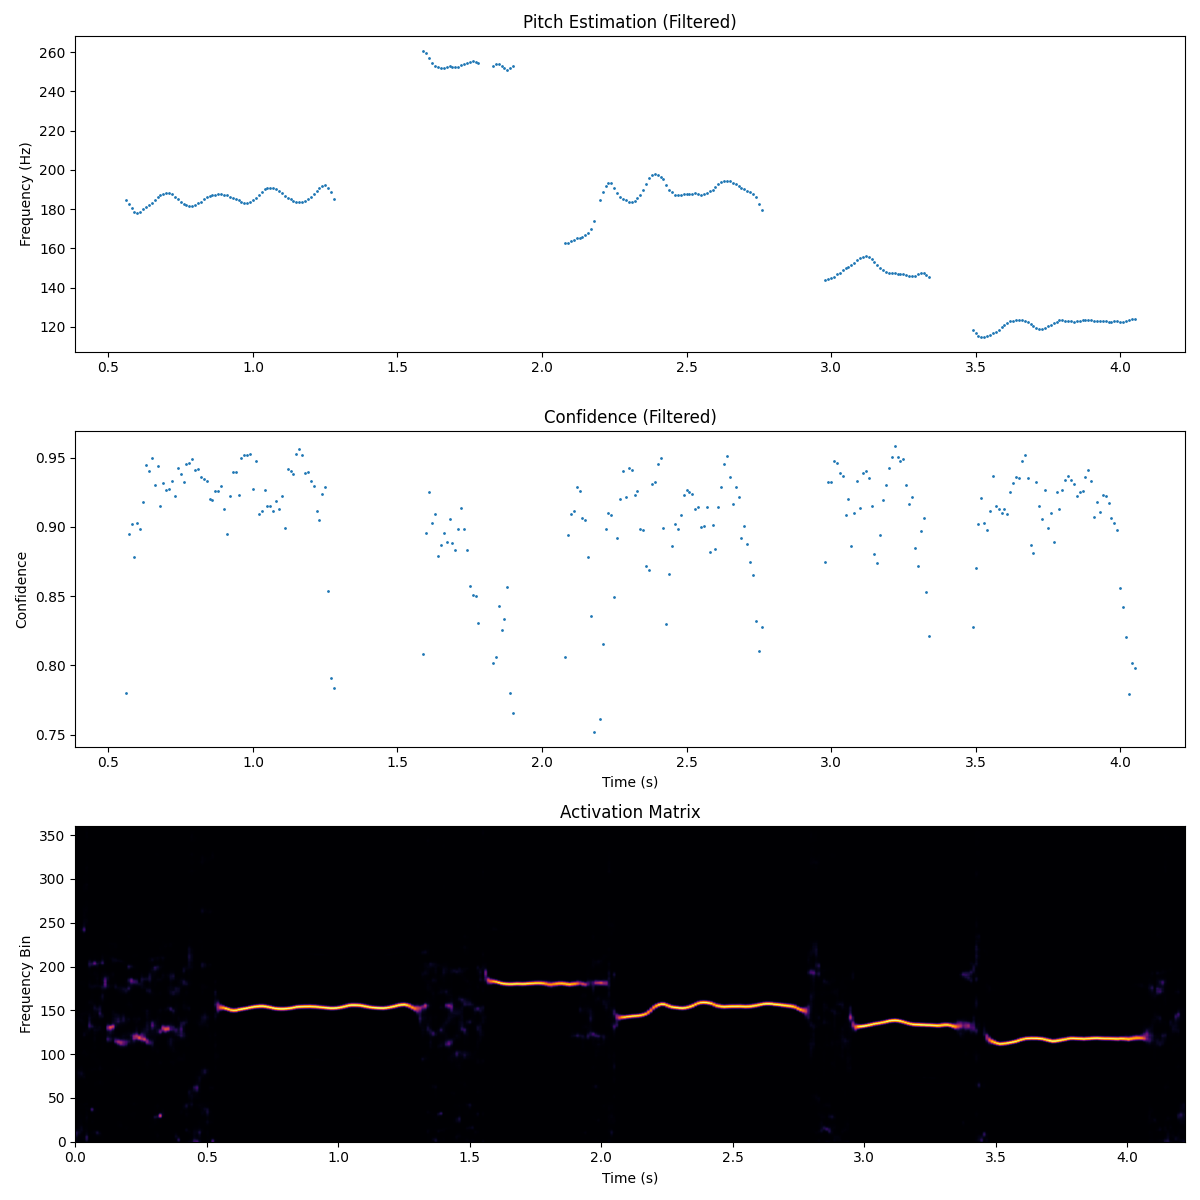 Pitch Estimation (Filtered)
Frequency (Hz)
260
240
220
200
180
160
140
120
0.5 1.0 1.5 2.0 2.5 3.0 3.5 4.0
Confidence (Filtered)
Confidence
0.95
0.90
0.85
0.80
0.75
0.5 1.0 1.5 2.0 2.5 3.0 3.5 4.0
Time (s)
Activation Matrix
Frequency Bin
350
300
250
200
150
100
50
0
0.0 0.5 1.0 1.5 2.0 2.5 3.0 3.5 4.0
Time (s)